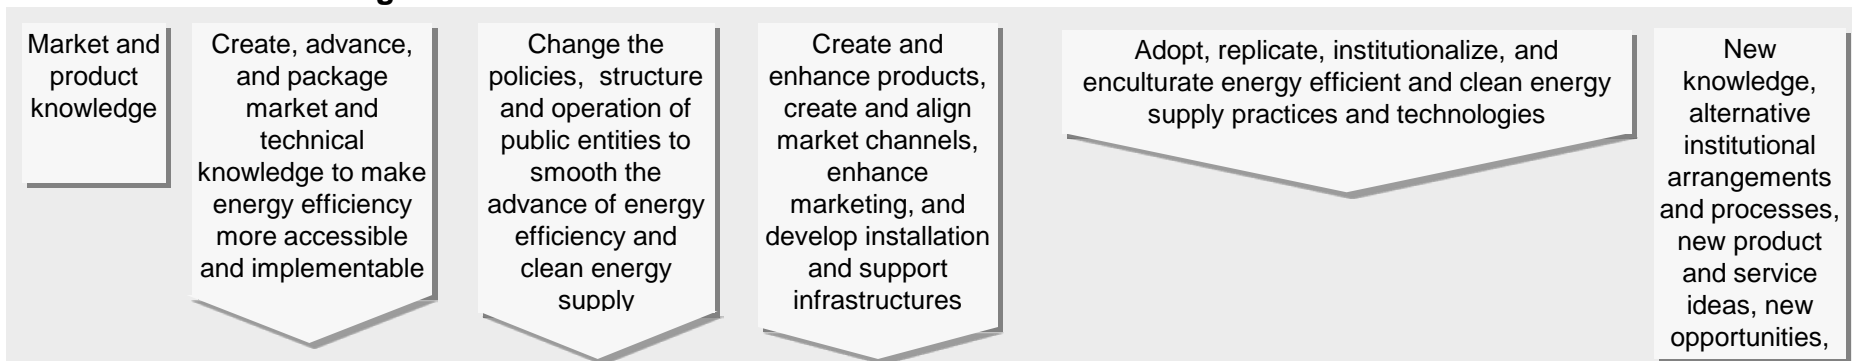 Market and
product
knowledge
Create, advance,
and package
market and
technical
knowledge to make
energy efficiency
more accessible
and implementable
Change the
policies, structure
and operation of
public entities to
smooth the
advance of energy
efficiency and
clean energy
supply
Create and
enhance products,
create and align
market channels,
enhance
marketing, and
develop installation
and support
infrastructures
Adopt, replicate, institutionalize, and
enculturate energy efficient and clean energy
supply practices and technologies
New
knowledge,
alternative
institutional
arrangements
and processes,
new product
and service
ideas, new
opportunities,